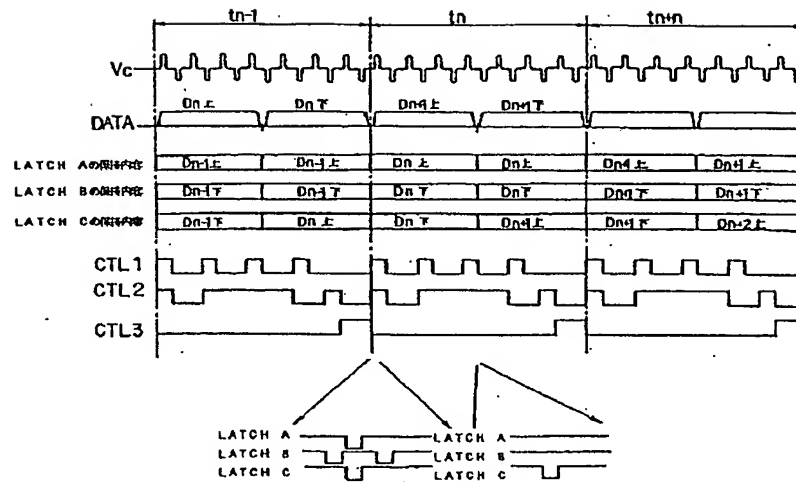 tn-1 tn tn+n
Vc
Dn上 Dn下 Dn+1上 Dn+1下
DATA
LATCH Aの保持内容 Dn-1上 Dn-1上 Dn上 Dn上 Dn+1上 Dn+1上
LATCH Bの保持内容 Dn-1下 Dn-1下 Dn下 Dn下 Dn+1下 Dn+1下
LATCH Cの保持内容 Dn-1下 Dn上 Dn下 Dn+1上 Dn+1下 Dn+2上
CTL1
CTL2
CTL3
LATCH A LATCH A
LATCH B LATCH B
LATCH C LATCH C